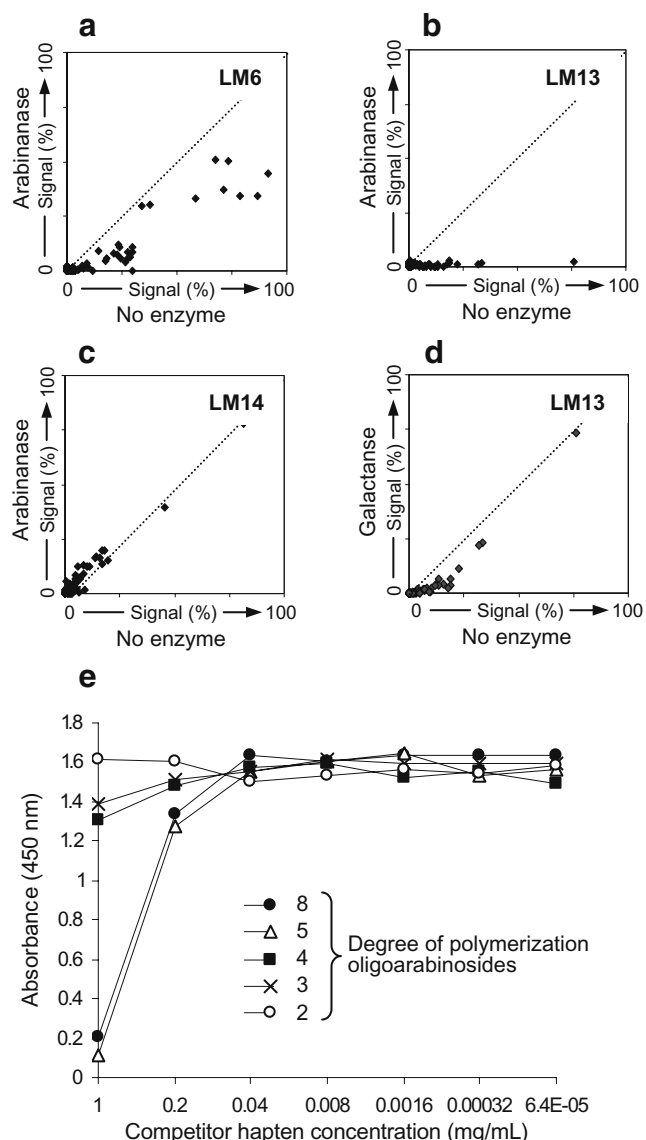 a
LM6
100
Arabinanase
Signal (%)
0
0 Signal (%) 100
No enzyme
b
LM13
100
Arabinanase
Signal (%)
0
0 Signal (%) 100
No enzyme
c
LM14
100
Arabinanase
Signal (%)
0
0 Signal (%) 100
No enzyme
d
LM13
100
Galactanse
Signal (%)
0
0 Signal (%) 100
No enzyme
e
1.8
1.6
1.4
1.2
1
0.8
0.6
0.4
0.2
0
Absorbance (450 nm)
8
5
4
3
2
Degree of polymerization
oligoarabinosides
1 0.2 0.04 0.008 0.0016 0.00032 6.4E-05
Competitor hapten concentration (mg/mL)